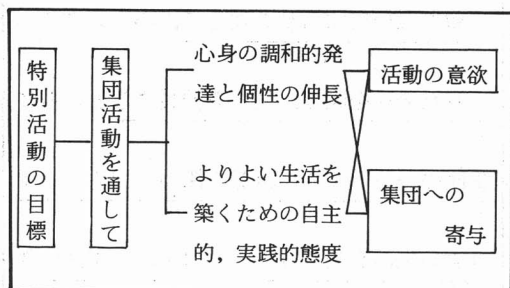 特別活動の目標
集団活動を通して
心身の調和的発
達と個性の伸長
よりよい生活を
築くための自主
的，実践的態度
活動の意欲
集団への
寄与